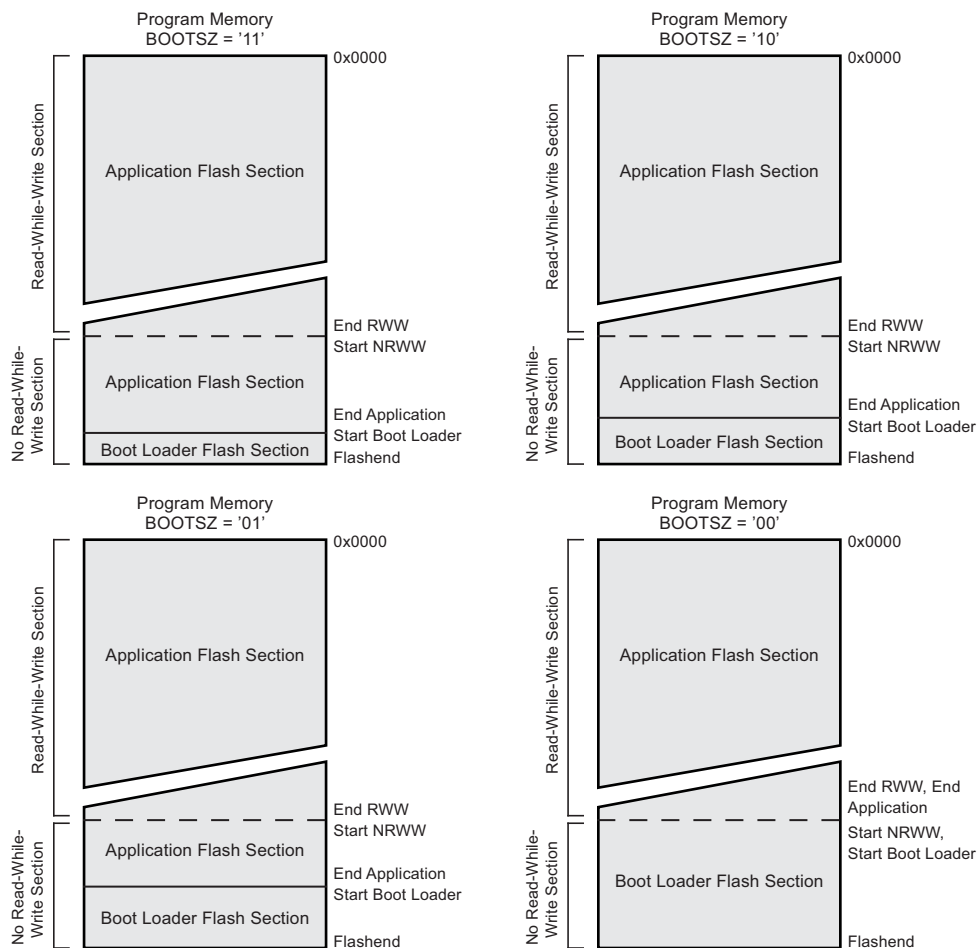 Program Memory
BOOTSZ = '11'
0x0000
Read-While-Write Section
Application Flash Section
End RWW
Start NRWW
No Read-While-
Write Section
Application Flash Section
End Application
Start Boot Loader
Boot Loader Flash Section
Flashend
Program Memory
BOOTSZ = '10'
0x0000
Read-While-Write Section
Application Flash Section
End RWW
Start NRWW
No Read-While-
Write Section
Application Flash Section
End Application
Start Boot Loader
Boot Loader Flash Section
Flashend
Program Memory
BOOTSZ = '01'
0x0000
Read-While-Write Section
Application Flash Section
End RWW
Start NRWW
No Read-While-
Write Section
Application Flash Section
End Application
Start Boot Loader
Boot Loader Flash Section
Flashend
Program Memory
BOOTSZ = '00'
0x0000
Read-While-Write Section
Application Flash Section
End RWW, End
Application
Start NRWW,
Start Boot Loader
No Read-While-
Write Section
Boot Loader Flash Section
Flashend